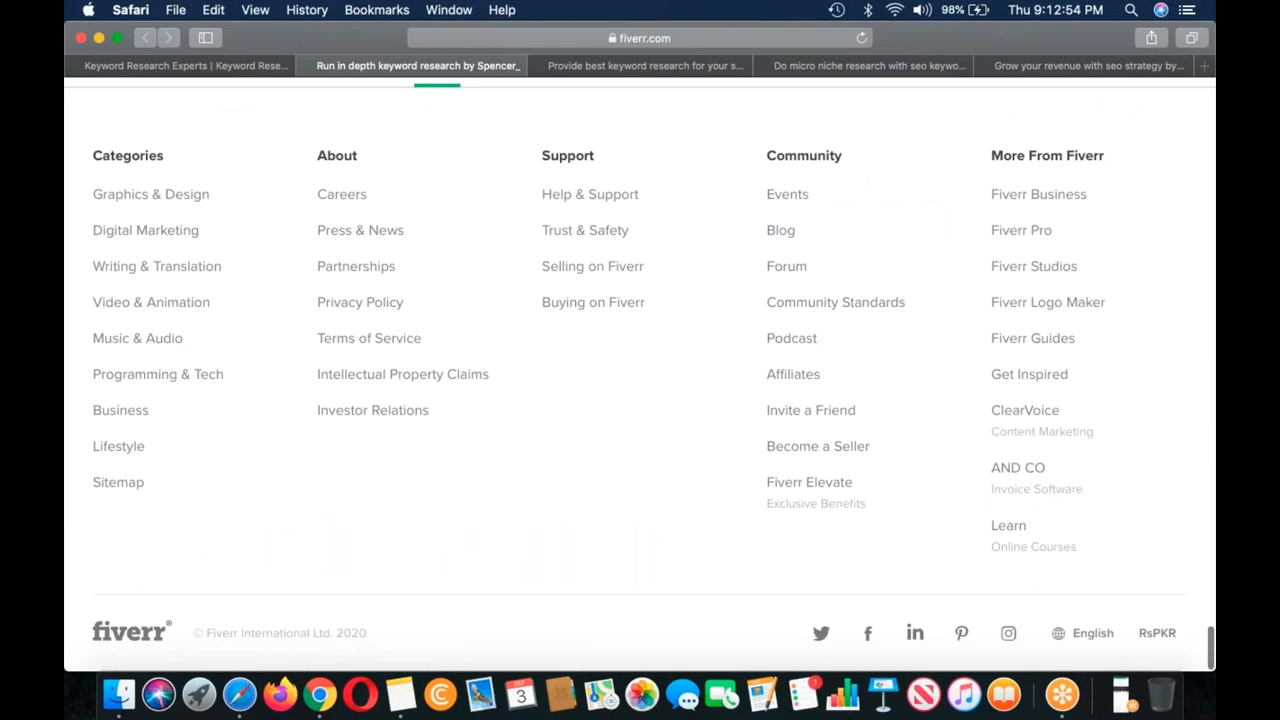 Safari File Edit View History Bookmarks Window Help 98% Thu 9:12:54 PM
fiverr.com
Keyword Research Experts | Keyword Rese...
Run in depth keyword research by Spencer_
Provide best keyword research for your s...
Do micro niche research with seo keywo...
Grow your revenue with seo strategy by...
Categories
Graphics & Design
Digital Marketing
Writing & Translation
Video & Animation
Music & Audio
Programming & Tech
Business
Lifestyle
Sitemap
About
Careers
Press & News
Partnerships
Privacy Policy
Terms of Service
Intellectual Property Claims
Investor Relations
Support
Help & Support
Trust & Safety
Selling on Fiverr
Buying on Fiverr
Community
Events
Blog
Forum
Community Standards
Podcast
Affiliates
Invite a Friend
Become a Seller
Fiverr Elevate
Exclusive Benefits
More From Fiverr
Fiverr Business
Fiverr Pro
Fiverr Studios
Fiverr Logo Maker
Fiverr Guides
Get Inspired
ClearVoice
Content Marketing
AND CO
Invoice Software
Learn
Online Courses
fiverr® © Fiverr International Ltd. 2020 English RsPKR
3
1